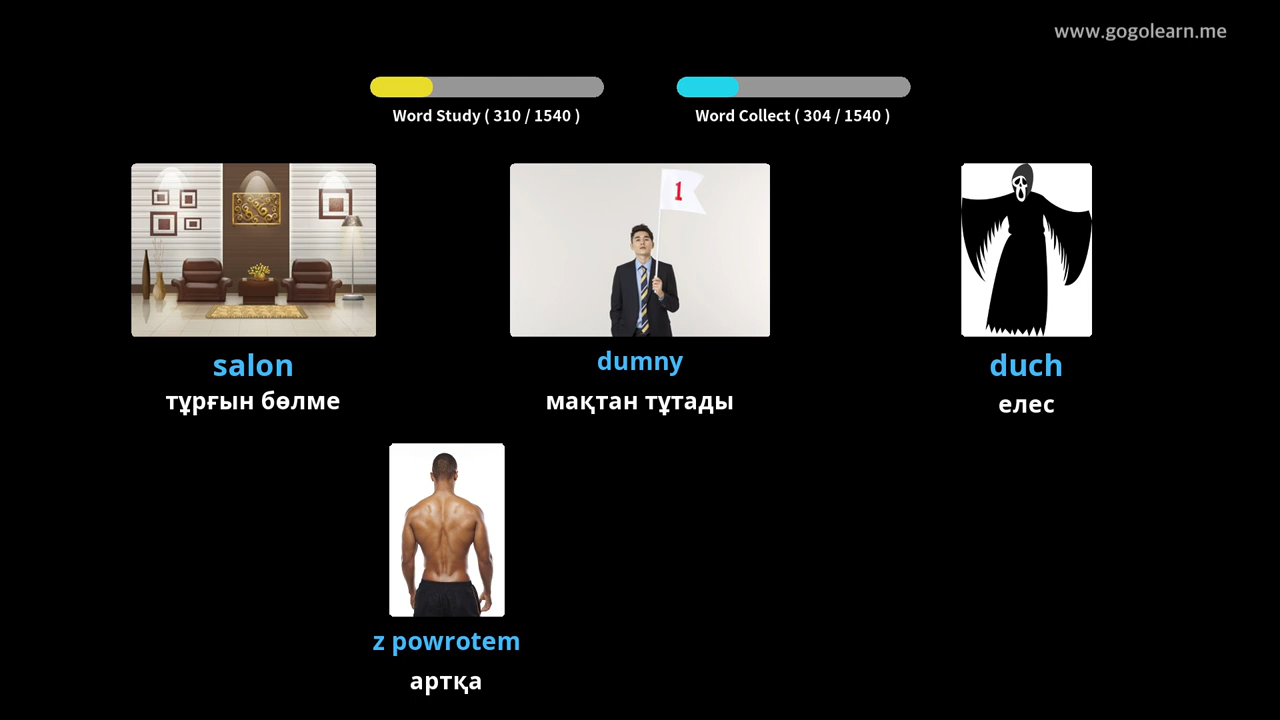 www.gogolearn.me
Word Study ( 310 / 1540 )
Word Collect ( 304 / 1540 )
1
salon
тұрғын бөлме
dumny
мақтан тұтады
duch
елес
z powrotem
артқа